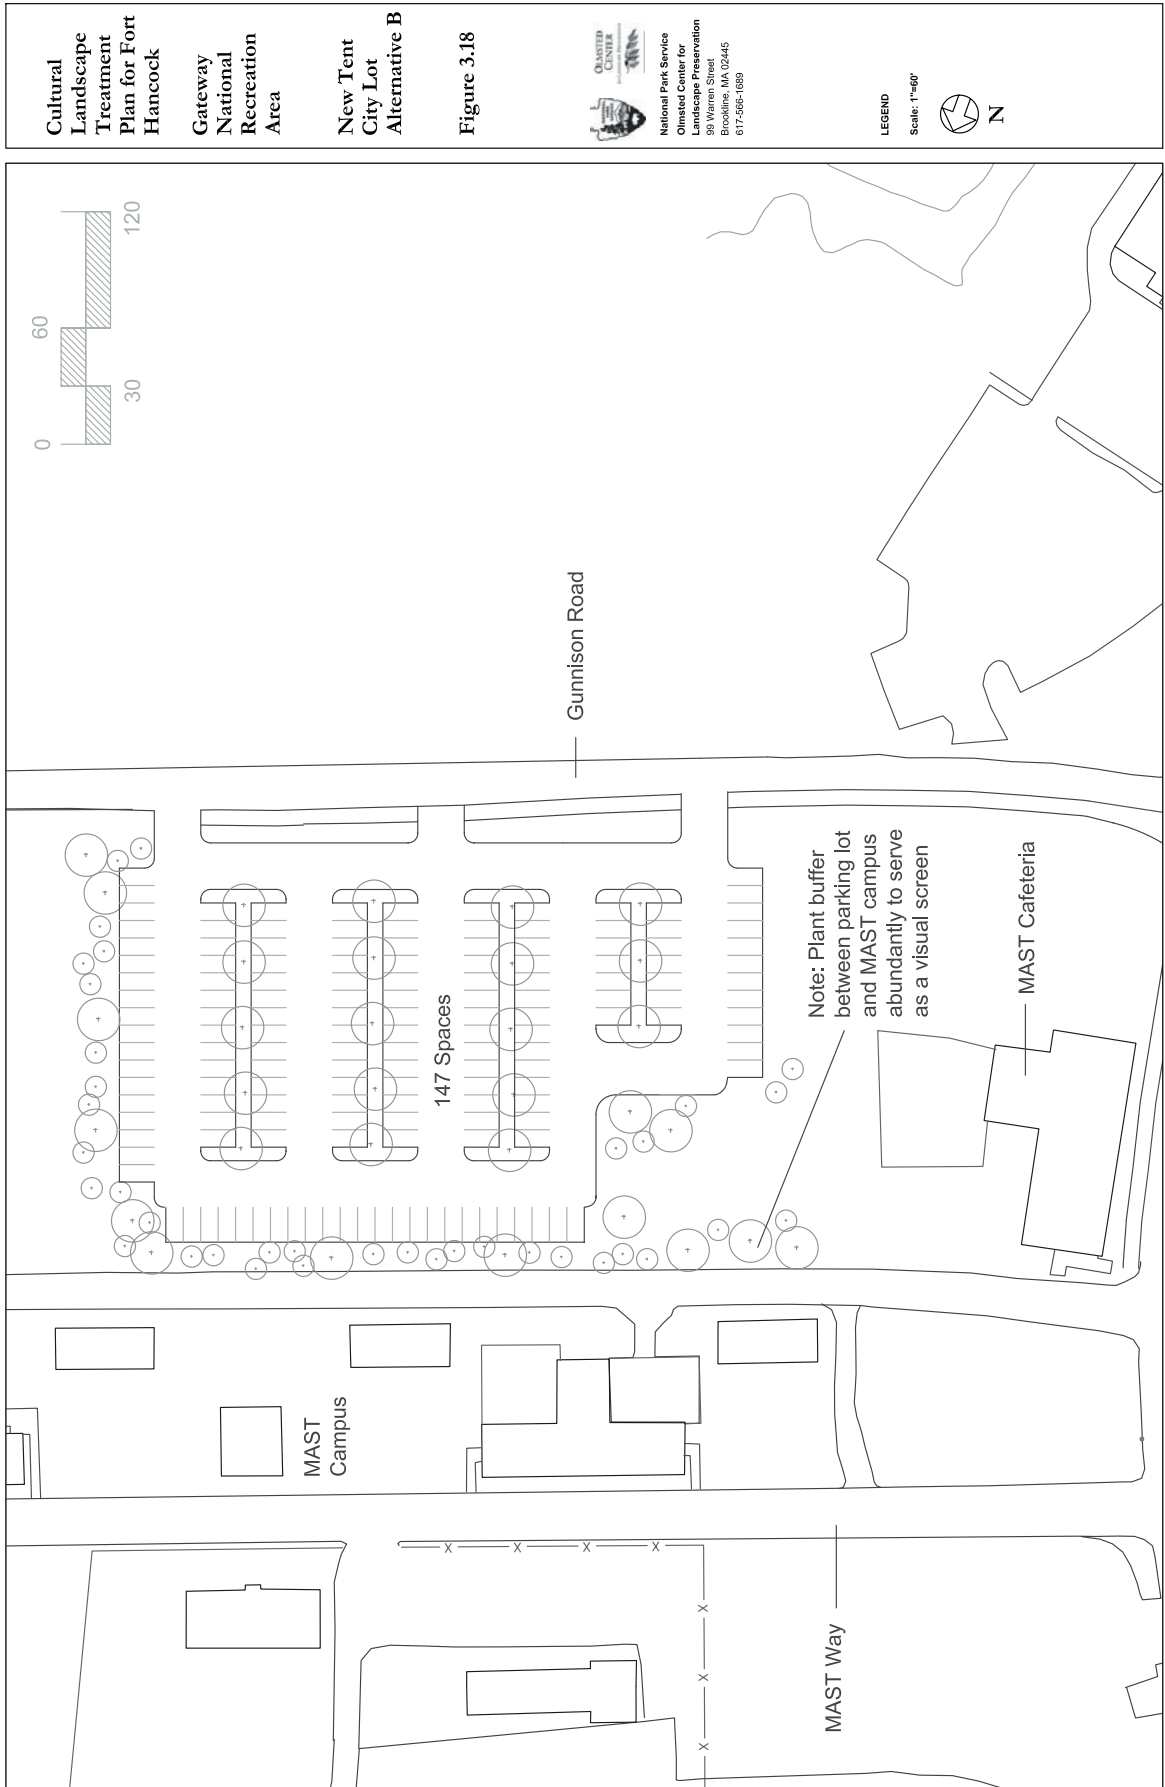 Cultural
Landscape
Treatment
Plan for Fort
Hancock
Gateway
National
Recreation
Area
New Tent
City Lot
Alternative B
Figure 3.18
OLMSTED
CENTER
National Park Service
Olmsted Center for
Landscape Preservation
99 Warren Street
Brookline, MA 02445
617-566-1689
LEGEND
Scale: 1"=60'
N
0
30
60
120
Gunnison Road
147 Spaces
Note: Plant buffer
between parking lot
and MAST campus
abundantly to serve
as a visual screen
MAST Cafeteria
MAST
Campus
MAST Way
X
X
X
X
X
X
X